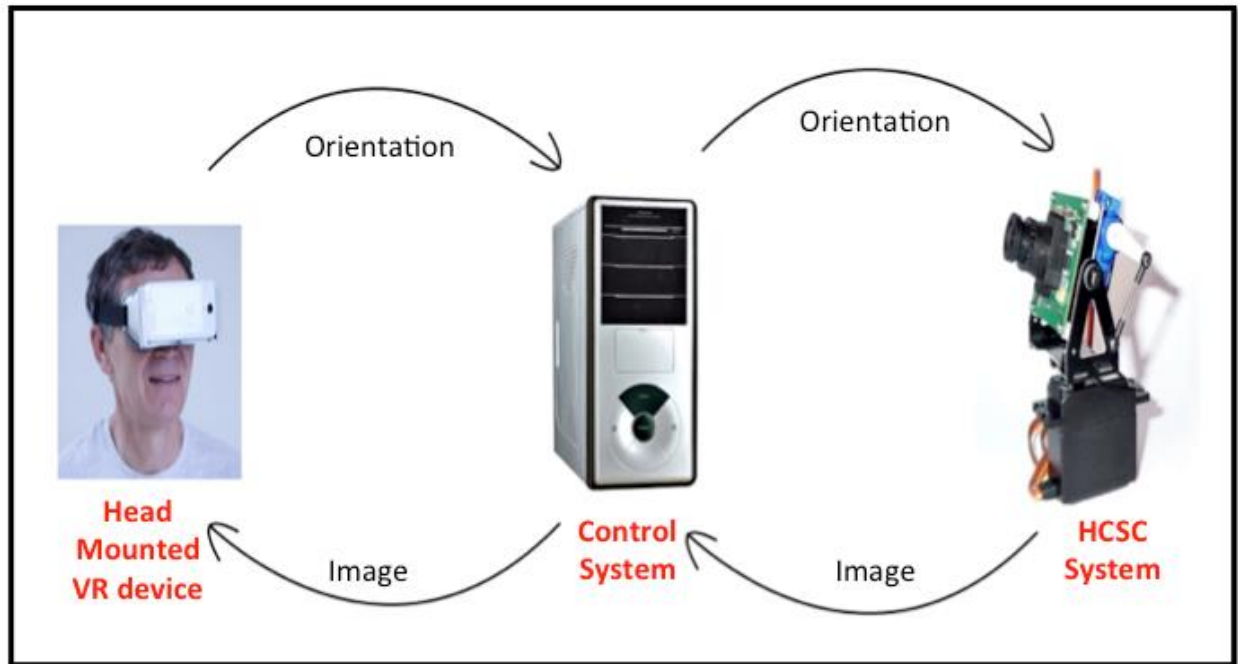 Orientation
Orientation
Head
Mounted
VR device
Control
System
HCSC
System
Image
Image